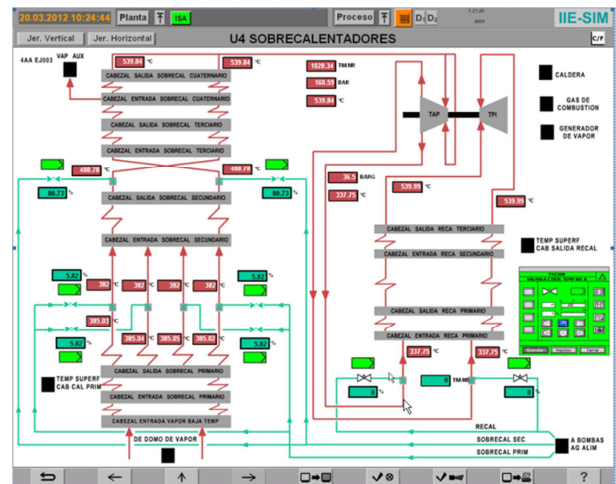 20.03.2012 10:24:44 Planta ISA Proceso D₁ D₂ IIE-SIM
Jer. Vertical Jer. Horizontal U4 SOBRECALENTADORES C/F
4AA EJ003 VAP AUX
539.84 °C 539.84 °C
CABEZAL SALIDA SOBRECAL CUATERNARIO
CABEZAL ENTRADA SOBRECAL CUATERNARIO
CABEZAL SALIDA SOBRECAL TERCIARIO
CABEZAL ENTRADA SOBRECAL TERCIARIO
1028.34 TM/HR
160.59 BAR
539.84 °C
TAP TPI
CALDERA
GAS DE COMBUSTION
GENERADOR DE VAPOR
488.78 °C 488.78 °C
80.73 % 80.73 %
CABEZAL SALIDA SOBRECAL SECUNDARIO
CABEZAL ENTRADA SOBRECAL SECUNDARIO
36.5 BARG
337.75 °C
539.99 °C
539.99 °C
CABEZAL SALIDA RECA TERCIARIO
CABEZAL ENTRADA RECA SECUNDARIO
TEMP SUPERF
CAB SALIDA RECAL
5.82 % 5.82 %
382 °C 382 °C 382 °C 382 °C
385.03 °C
385.04 °C 385.05 °C 385.02 °C
5.82 % 5.82 %
CABEZAL SALIDA RECA PRIMARIO
CABEZAL ENTRADA RECA PRIMARIO
337.75 °C 337.75 °C
0 TM/HR
0 % 0 %
CABEZAL SALIDA SOBRECAL PRIMARIO
TEMP SUPERF
CAB CAL PRIM
CABEZAL ENTRADA SOBRECAL PRIMARIO
CABEZAL ENTRADA VAPOR BAJA TEMP
DE DOMO DE VAPOR
RECAL
SOBRECAL SEC
SOBRECAL PRIM
A BOMBAS
AG ALIM
?